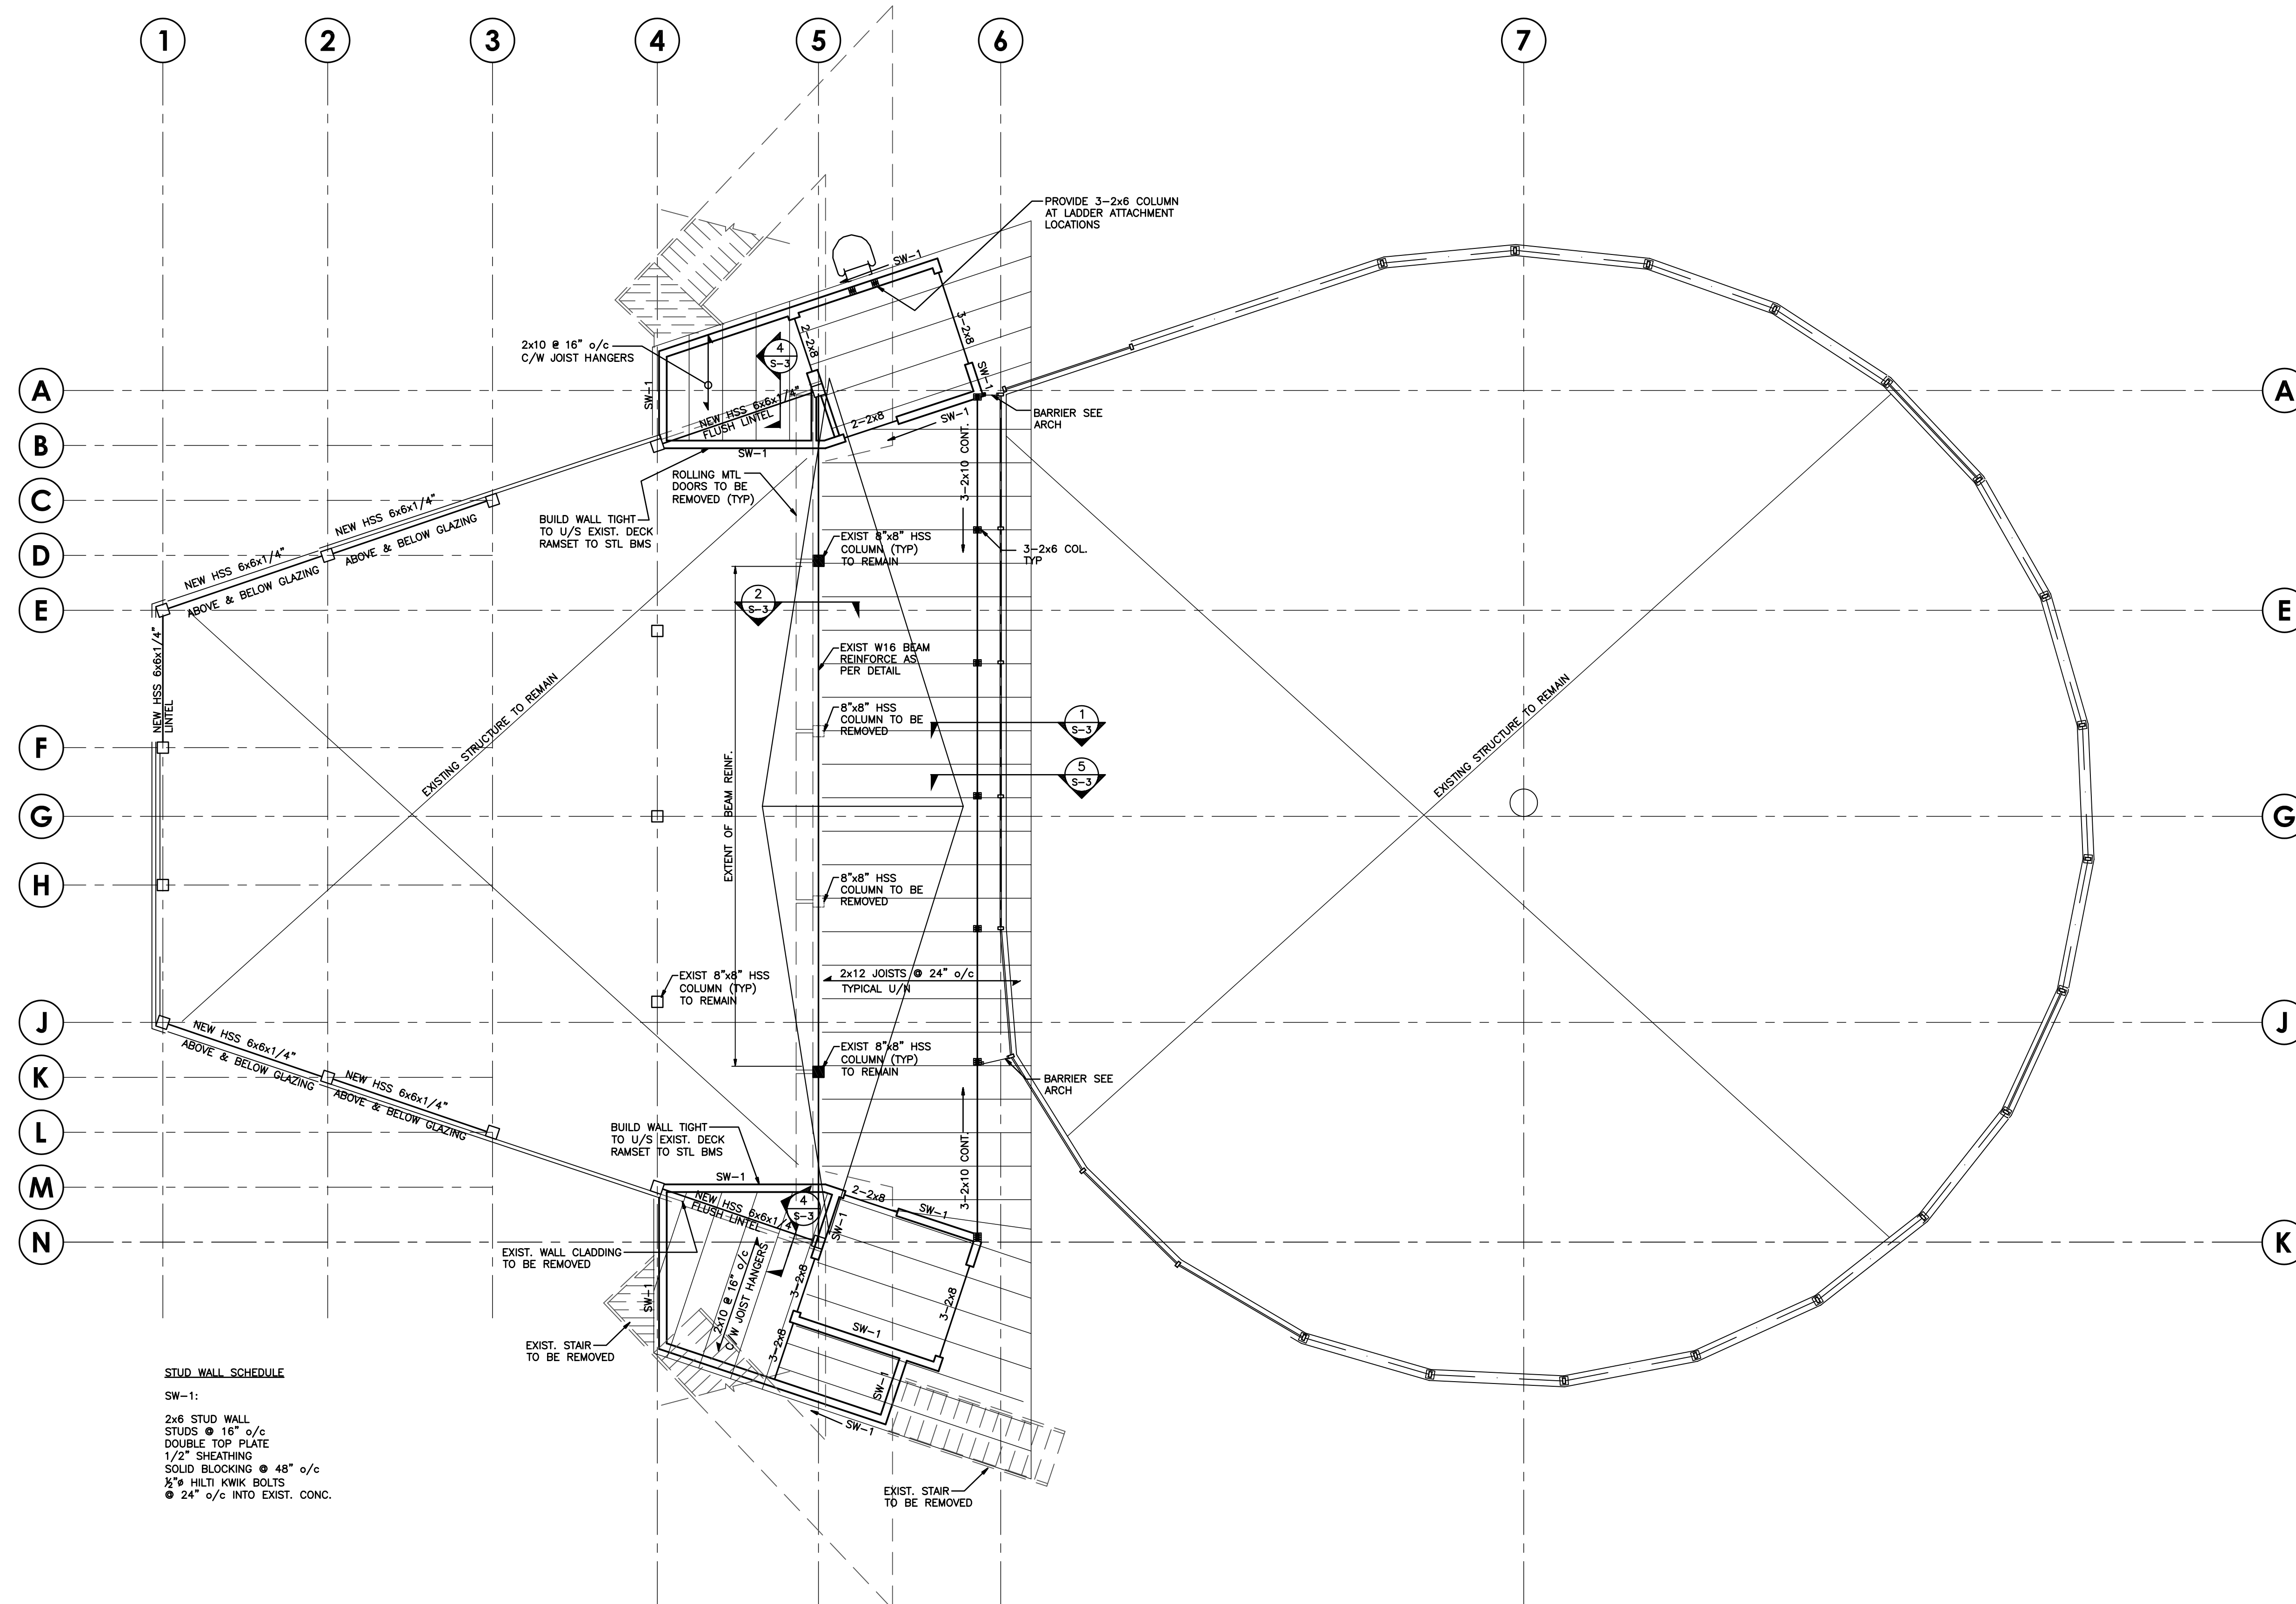 1 2 3 4 5 6 7
PROVIDE 3-2x6 COLUMN
AT LADDER ATTACHMENT
LOCATIONS
SW-1
3-2x8
2-2x8
2x10 @ 16" o/c
C/W JOIST HANGERS
4
S-3
SW-1
SW-1
A
A
NEW HSS 6x6x1/4"
FLUSH LINTEL
2-2x8
SW-1
BARRIER SEE
ARCH
B
SW-1
3-2x10 CONT.
ROLLING MTL
DOORS TO BE
REMOVED (TYP)
C
NEW HSS 6x6x1/4"
ABOVE & BELOW GLAZING
BUILD WALL TIGHT
TO U/S EXIST. DECK
RAMSET TO STL BMS
EXIST 8"x8" HSS
COLUMN (TYP)
TO REMAIN
3-2x6 COL.
TYP
D
NEW HSS 6x6x1/4"
ABOVE & BELOW GLAZING
2
S-3
E
E
NEW HSS 6x6x1/4"
LINTEL
EXIST W16 BEAM
REINFORCE AS
PER DETAIL
EXISTING STRUCTURE TO REMAIN
EXISTING STRUCTURE TO REMAIN
8"x8" HSS
COLUMN TO BE
REMOVED
1
S-3
F
5
S-3
EXTENT OF BEAM REINF.
G
G
H
8"x8" HSS
COLUMN TO BE
REMOVED
EXIST 8"x8" HSS
COLUMN (TYP)
TO REMAIN
2x12 JOISTS @ 24" o/c
TYPICAL U/N
J
J
NEW HSS 6x6x1/4"
ABOVE & BELOW GLAZING
EXIST 8"x8" HSS
COLUMN (TYP)
TO REMAIN
K
NEW HSS 6x6x1/4"
ABOVE & BELOW GLAZING
BARRIER SEE
ARCH
L
BUILD WALL TIGHT
TO U/S EXIST. DECK
RAMSET TO STL BMS
3-2x10 CONT.
M
SW-1
NEW HSS 6x6x1/4"
FLUSH LINTEL
4
S-3
2-2x8
SW-1
SW-1
N
K
EXIST. WALL CLADDING
TO BE REMOVED
2x10 @ 16" o/c
C/W JOIST HANGERS
3-2x8
3-2x8
SW-1
SW-1
3-2x8
EXIST. STAIR
TO BE REMOVED
SW-1
SW-1
EXIST. STAIR
TO BE REMOVED
STUD WALL SCHEDULE
SW-1:
2x6 STUD WALL
STUDS @ 16" o/c
DOUBLE TOP PLATE
1/2" SHEATHING
SOLID BLOCKING @ 48" o/c
½"ø HILTI KWIK BOLTS
@ 24" o/c INTO EXIST. CONC.